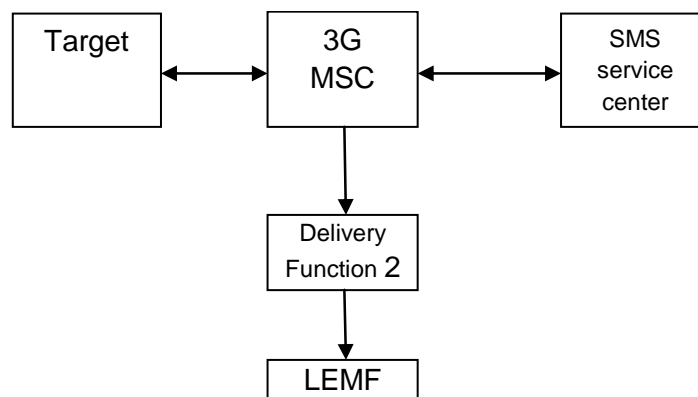 Target
3G
MSC
SMS
service
center
Delivery
Function 2
LEMF